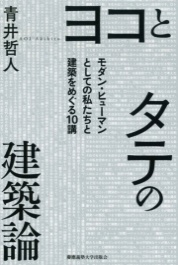 ヨコと
タテの
建築論
モダン・ヒューマン
としての私たちと
建築をめぐる10講
青井哲人
慶應義塾大学出版会